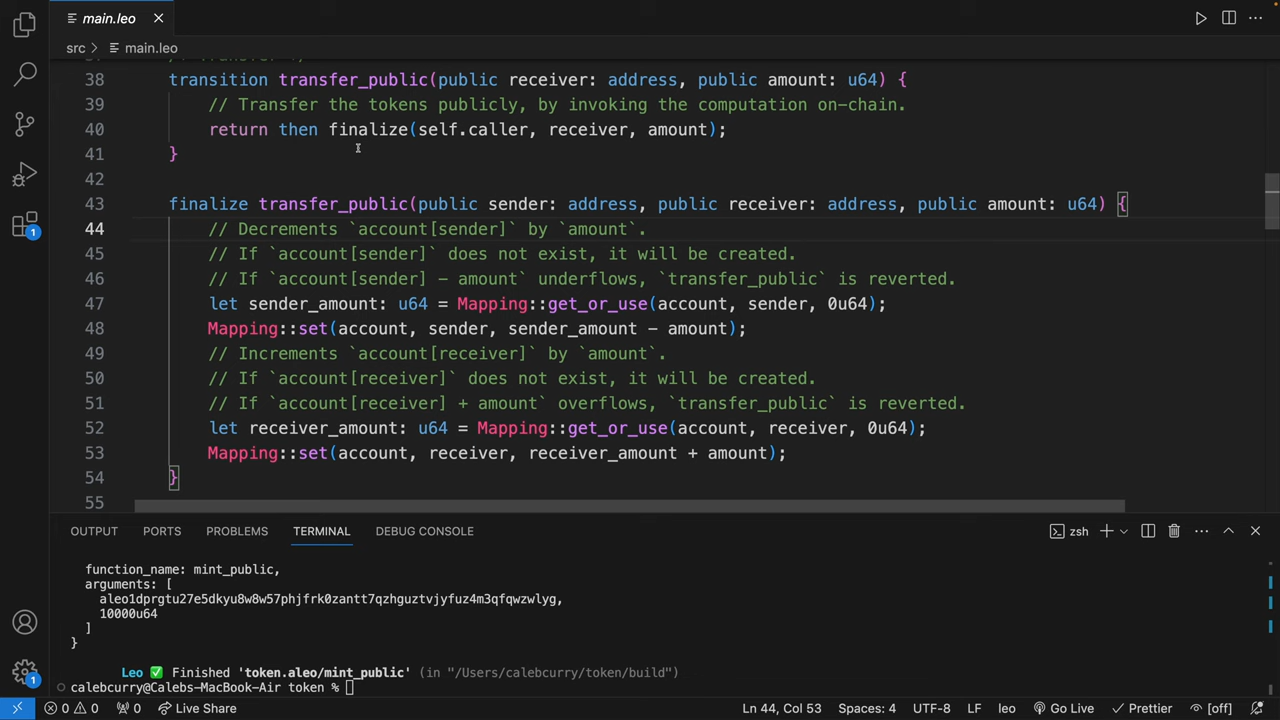 main.leo
src > main.leo
38 transition transfer_public(public receiver: address, public amount: u64) {
39 // Transfer the tokens publicly, by invoking the computation on-chain.
40 return then finalize(self.caller, receiver, amount);
41 }
42
43 finalize transfer_public(public sender: address, public receiver: address, public amount: u64) {
44 // Decrements `account[sender]` by `amount`.
45 // If `account[sender]` does not exist, it will be created.
46 // If `account[sender] - amount` underflows, `transfer_public` is reverted.
47 let sender_amount: u64 = Mapping::get_or_use(account, sender, 0u64);
48 Mapping::set(account, sender, sender_amount - amount);
49 // Increments `account[receiver]` by `amount`.
50 // If `account[receiver]` does not exist, it will be created.
51 // If `account[receiver] + amount` overflows, `transfer_public` is reverted.
52 let receiver_amount: u64 = Mapping::get_or_use(account, receiver, 0u64);
53 Mapping::set(account, receiver, receiver_amount + amount);
54 }
55
OUTPUT PORTS PROBLEMS TERMINAL DEBUG CONSOLE zsh
function_name: mint_public,
arguments: [
aleo1dprgtu27e5dkyu8w8w57phjfrk0zantt7qzhguztvjyfuz4m3qfqwzwlyg,
10000u64
]
}
Leo ✅ Finished 'token.aleo/mint_public' (in "/Users/calebcurry/token/build")
calebcurry@Calebs-MacBook-Air token %
1
1
0 0 0 Live Share Ln 44, Col 53 Spaces: 4 UTF-8 LF leo Go Live Prettier [off]